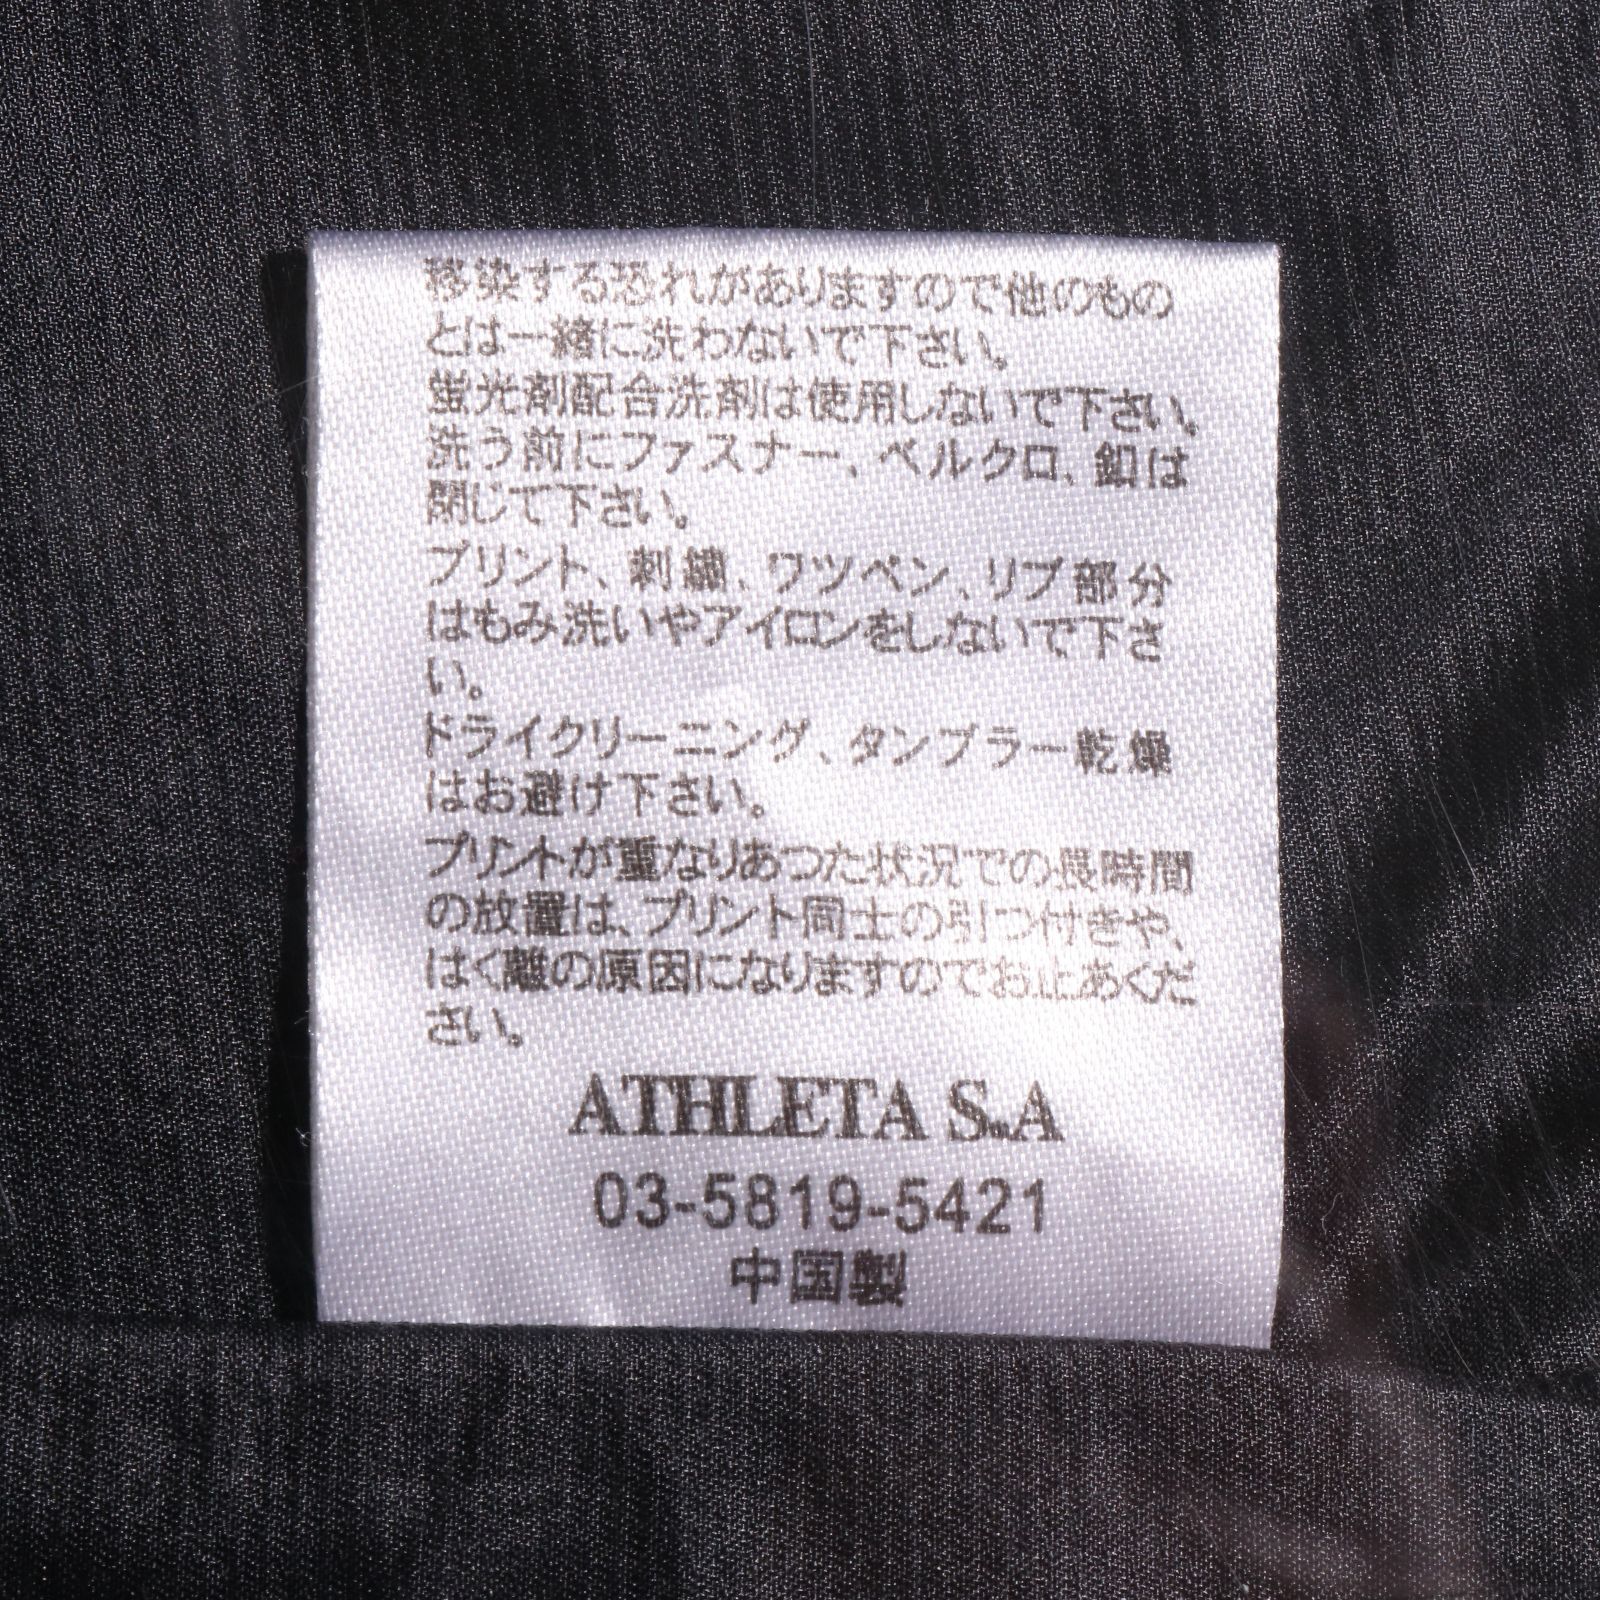 移染する恐れがありますので他のもの
とは一緒に洗わないで下さい。
蛍光剤配合洗剤は使用しないで下さい。
洗う前にファスナー、ベルクロ、釦は
閉じて下さい。
プリント、刺繍、ワツペン、リブ部分
はもみ洗いやアイロンをしないで下さ
い。
ドライクリーニング、タンブラー乾燥
はお避け下さい。
プリントが重なりあつた状況での長時間
の放置は、プリント同士の引つ付きや、
はく離の原因になりますのでお止あくだ
さい。
ATHLETA S.A
03-5819-5421
中国製